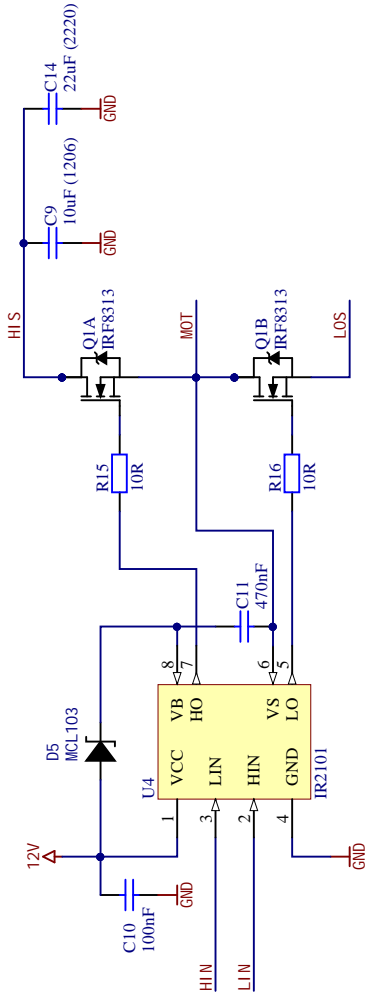 12V
D5
MCL103
C10
100nF
GND
HIN
LIN
U4
1
VCC
3
LIN
2
HIN
4
GND
8
VB
7
HO
6
VS
5
LO
IR2101
GND
C11
470nF
R15
10R
R16
10R
HIS
Q1A
IRF8313
MOT
Q1B
IRF8313
LOS
C9
10uF (1206)
GND
C14
22uF (2220)
GND